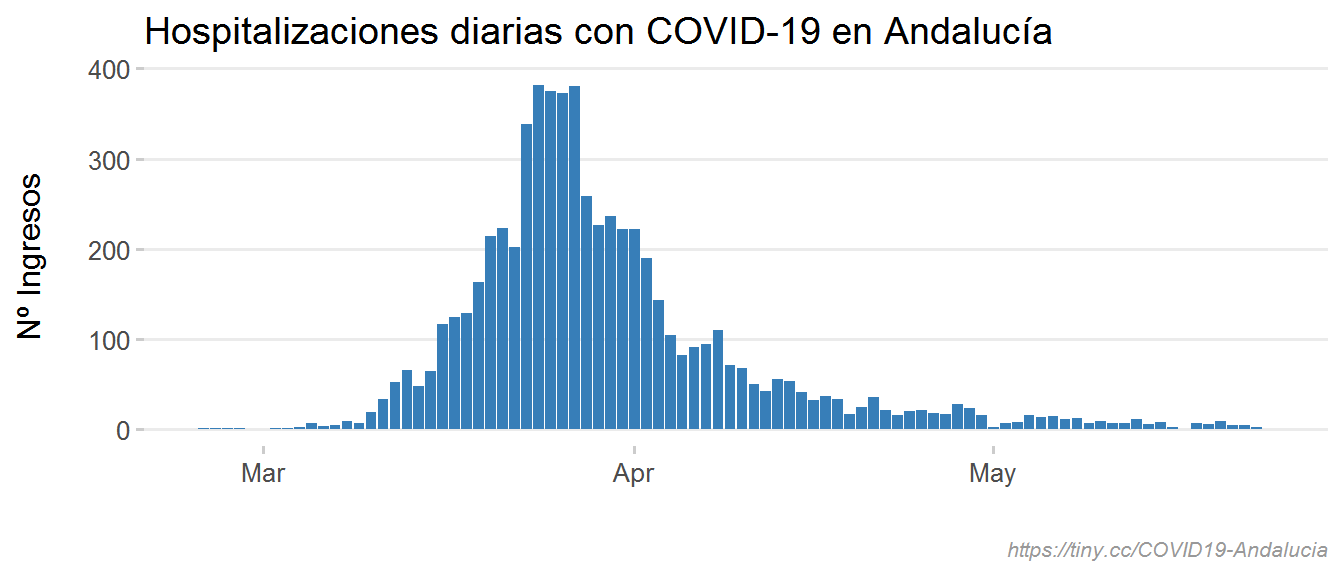 Hospitalizaciones diarias con COVID-19 en Andalucía
Nº Ingresos
400
300
200
100
0
Mar Apr May
https://tiny.cc/COVID19-Andalucia